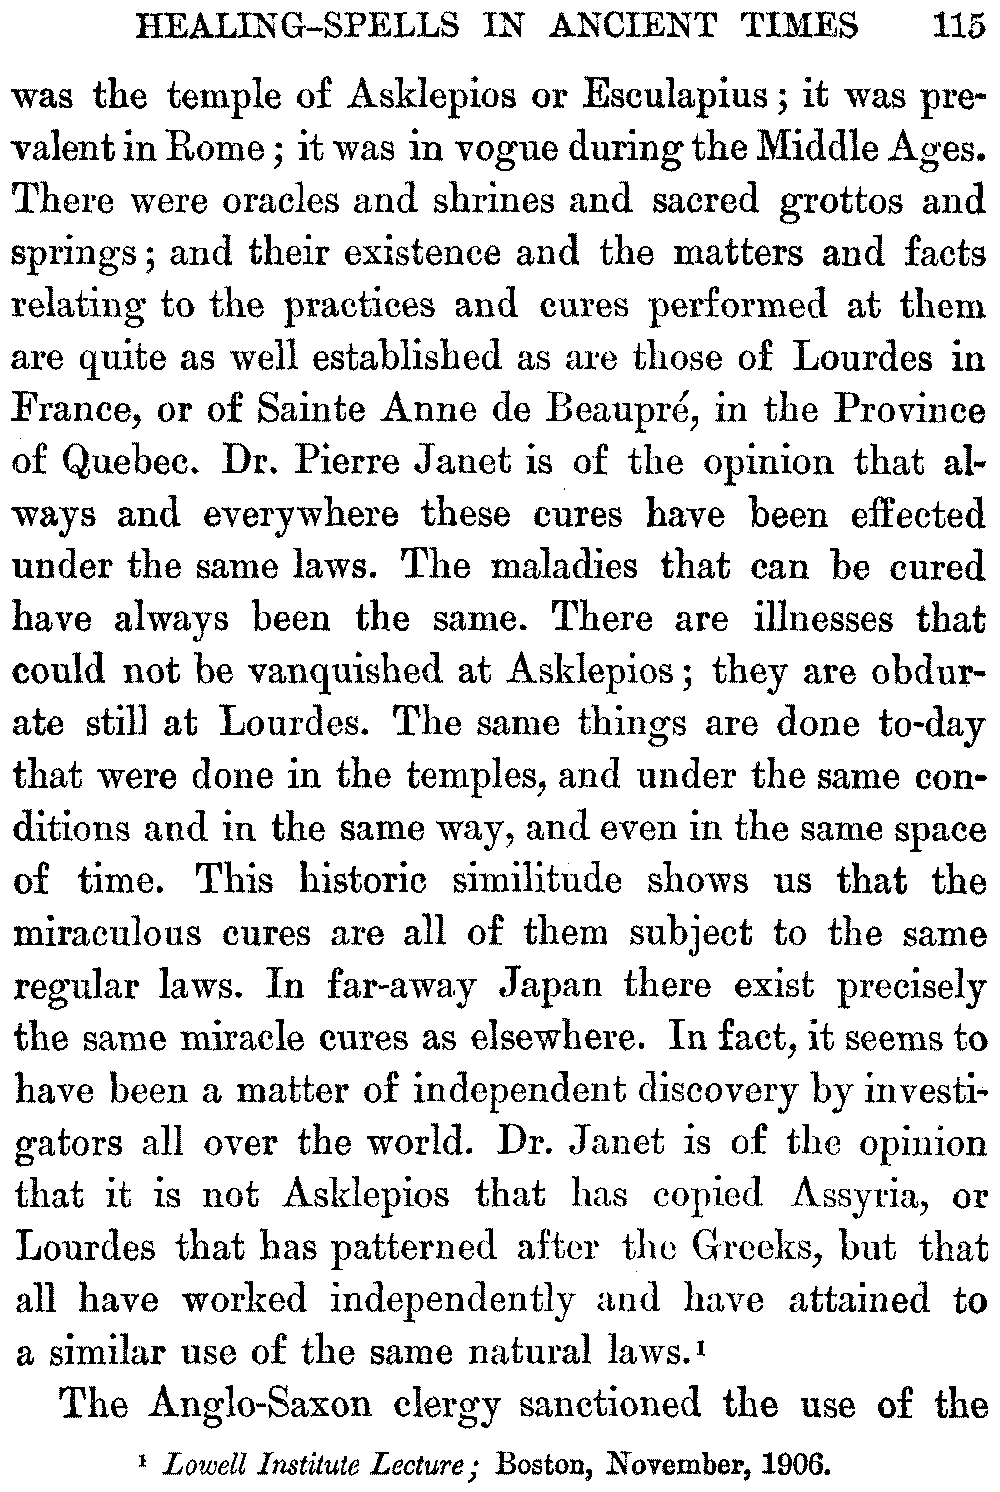 HEALING-SPELLS IN ANCIENT TIMES 115
was the temple of Asklepios or Esculapius; it was pre-
valent in Rome; it was in vogue during the Middle Ages.
There were oracles and shrines and sacred grottos and
springs; and their existence and the matters and facts
relating to the practices and cures performed at them
are quite as well established as are those of Lourdes in
France, or of Sainte Anne de Beaupré, in the Province
of Quebec. Dr. Pierre Janet is of the opinion that al-
ways and everywhere these cures have been effected
under the same laws. The maladies that can be cured
have always been the same. There are illnesses that
could not be vanquished at Asklepios; they are obdur-
ate still at Lourdes. The same things are done to-day
that were done in the temples, and under the same con-
ditions and in the same way, and even in the same space
of time. This historic similitude shows us that the
miraculous cures are all of them subject to the same
regular laws. In far-away Japan there exist precisely
the same miracle cures as elsewhere. In fact, it seems to
have been a matter of independent discovery by investi-
gators all over the world. Dr. Janet is of the opinion
that it is not Asklepios that has copied Assyria, or
Lourdes that has patterned after the Greeks, but that
all have worked independently and have attained to
a similar use of the same natural laws.¹
The Anglo-Saxon clergy sanctioned the use of the
¹ Lowell Institute Lecture; Boston, November, 1906.